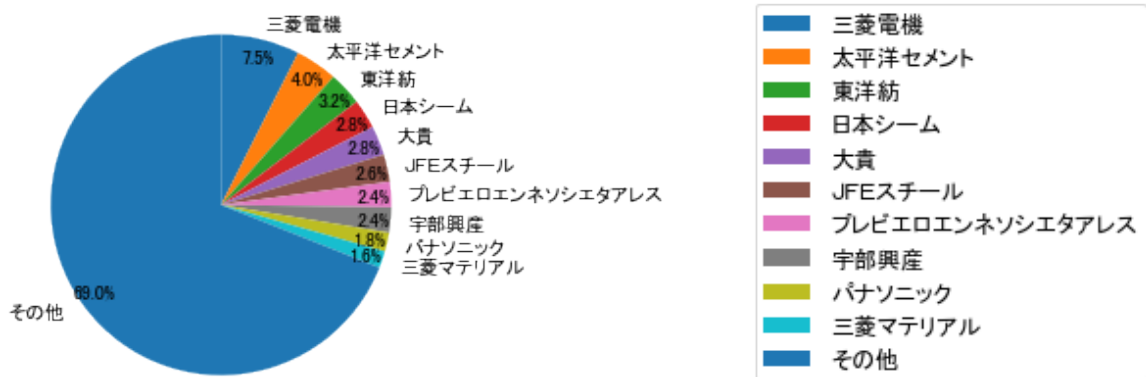 三菱電機
7.5%
太平洋セメント
4.0%
東洋紡
3.2%
日本シーム
2.8%
大貴
2.8%
JFEスチール
2.6%
プレビエロエンネソシエタアレス
2.4%
宇部興産
2.4%
パナソニック
1.8%
三菱マテリアル
1.6%
その他
69.0%
三菱電機
太平洋セメント
東洋紡
日本シーム
大貴
JFEスチール
プレビエロエンネソシエタアレス
宇部興産
パナソニック
三菱マテリアル
その他